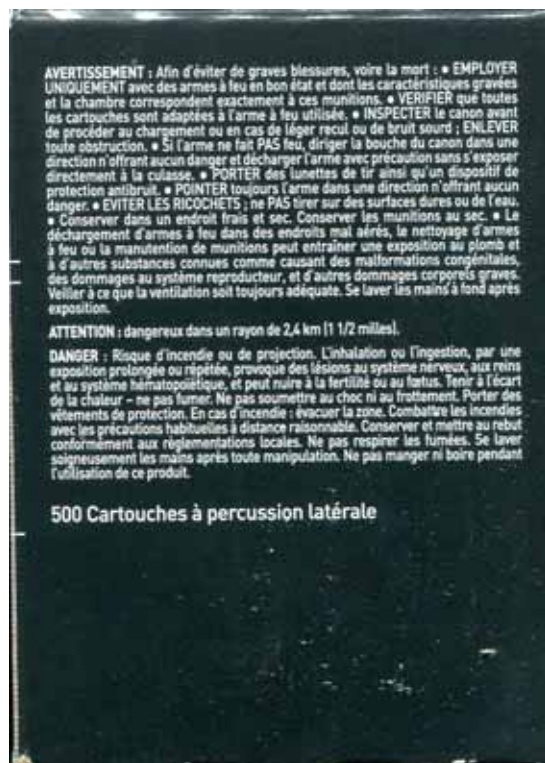 AVERTISSEMENT : Afin d'éviter de graves blessures, voire la mort : • EMPLOYER
UNIQUEMENT avec des armes à feu en bon état et dont les caractéristiques gravées
et la chambre correspondent exactement à ces munitions. • VERIFIER que toutes
les cartouches sont adaptées à l'arme à feu utilisée. • INSPECTER le canon avant
de procéder au chargement ou en cas de léger recul ou de bruit sourd ; ENLEVER
toute obstruction. • Si l'arme ne fait PAS feu, diriger la bouche du canon dans une
direction n'offrant aucun danger et décharger l'arme avec précaution sans s'exposer
directement à la culasse. • PORTER des lunettes de tir ainsi qu'un dispositif de
protection antibruit. • POINTER toujours l'arme dans une direction n'offrant aucun
danger. • EVITER LES RICOCHETS ; ne PAS tirer sur des surfaces dures ou de l'eau.
• Conserver dans un endroit frais et sec. Conserver les munitions au sec. • Le
déchargement d'armes à feu dans des endroits mal aérés, le nettoyage d'armes
à feu ou la manutention de munitions peut entraîner une exposition au plomb et
à d'autres substances connues comme causant des malformations congénitales,
des dommages au système reproducteur, et d'autres dommages corporels graves.
Veiller à ce que la ventilation soit toujours adéquate. Se laver les mains à fond après
exposition.
ATTENTION : dangereux dans un rayon de 2,4 km (1 1/2 milles).
DANGER : Risque d'incendie ou de projection. L'inhalation ou l'ingestion, par une
exposition prolongée ou répétée, provoque des lésions au système nerveux, aux reins
et au système hématopoïétique, et peut nuire à la fertilité ou au fœtus. Tenir à l'écart
de la chaleur – ne pas fumer. Ne pas soumettre au choc ni au frottement. Porter des
vêtements de protection. En cas d'incendie : évacuer la zone. Combattre les incendies
avec les précautions habituelles à distance raisonnable. Conserver et mettre au rebut
conformément aux règlementations locales. Ne pas respirer les fumées. Se laver
soigneusement les mains après toute manipulation. Ne pas manger ni boire pendant
l'utilisation de ce produit.
500 Cartouches à percussion latérale